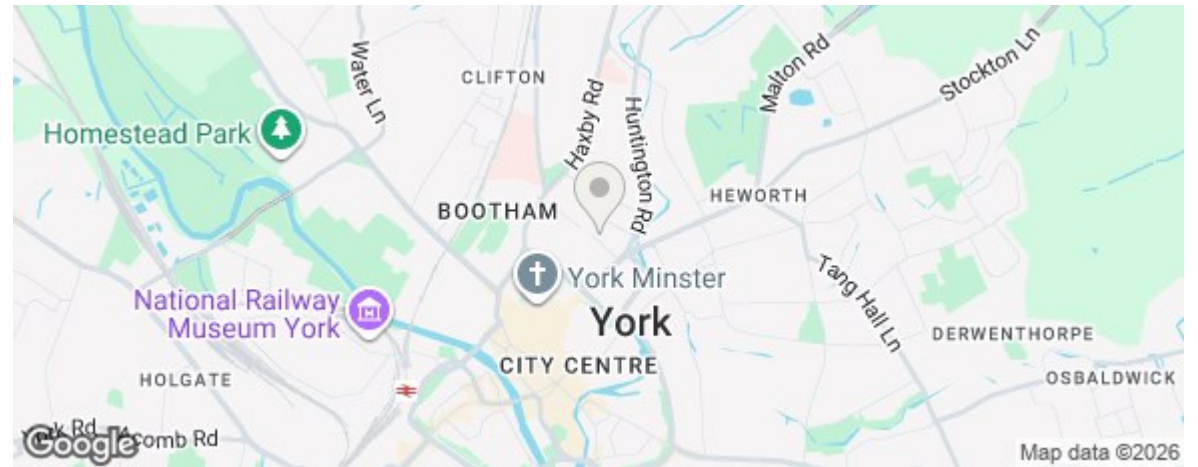 Water Ln
CLIFTON
Haxby Rd
Huntington Rd
Malton Rd
Stockton Ln
Homestead Park
BOOTHAM
HEWORTH
York Minster
National Railway
Museum York
York
Tang Hall Ln
DERWENTHORPE
CITY CENTRE
HOLGATE
OSBALDWICK
Google
Map data ©2026